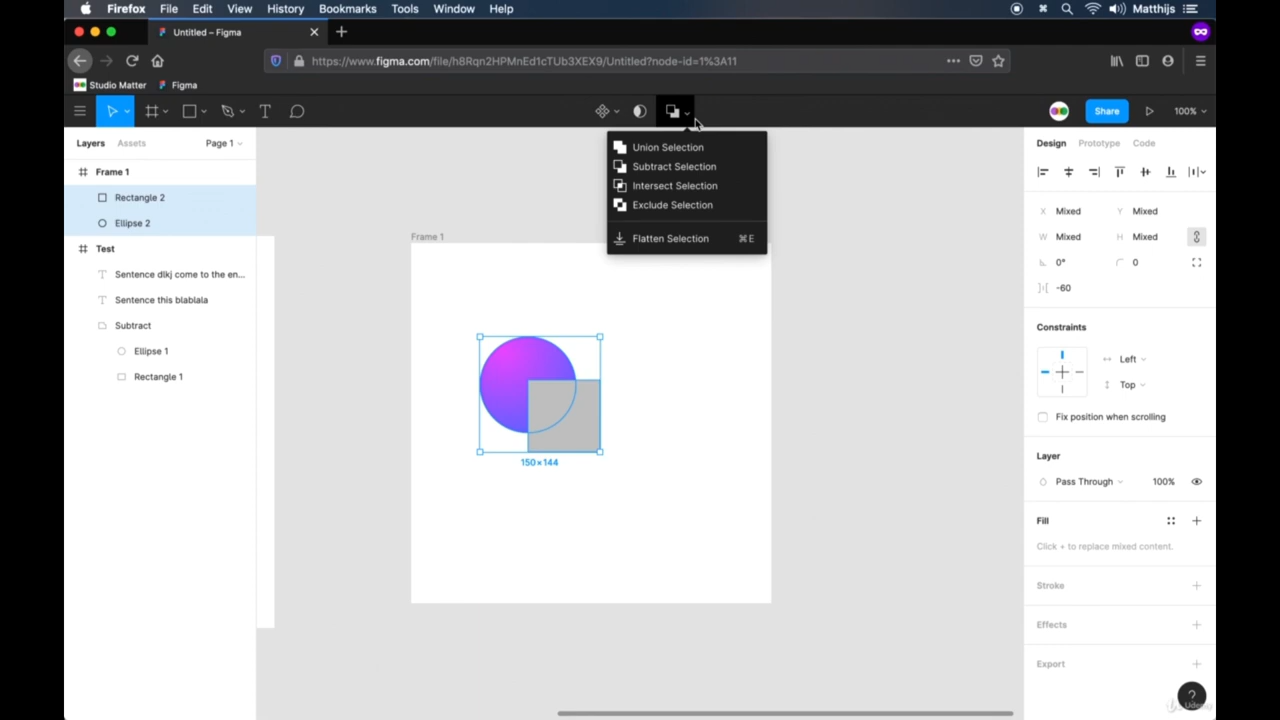 Firefox File Edit View History Bookmarks Tools Window Help Matthijs
Untitled – Figma
https://www.figma.com/file/h8Rqn2HPMnEd1cTUb3XEX9/Untitled?node-id=1%3A11
Studio Matter Figma
Share 100%
Layers Assets Page 1
Design Prototype Code
Union Selection
Subtract Selection
Intersect Selection
Exclude Selection
Flatten Selection ⌘E
Frame 1
Rectangle 2
Ellipse 2
Test
Sentence dlkj come to the en...
Sentence this blablala
Subtract
Ellipse 1
Rectangle 1
Frame 1
150 × 144
X Mixed Y Mixed
W Mixed H Mixed
0° 0
-60
Constraints
Left
Top
Fix position when scrolling
Layer
Pass Through 100%
Fill
Click + to replace mixed content.
Stroke
Effects
Export
?
Udemy